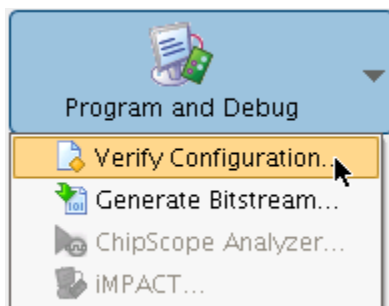 Program and Debug
Verify Configuration...
Generate Bitstream...
ChipScope Analyzer...
iMPACT...